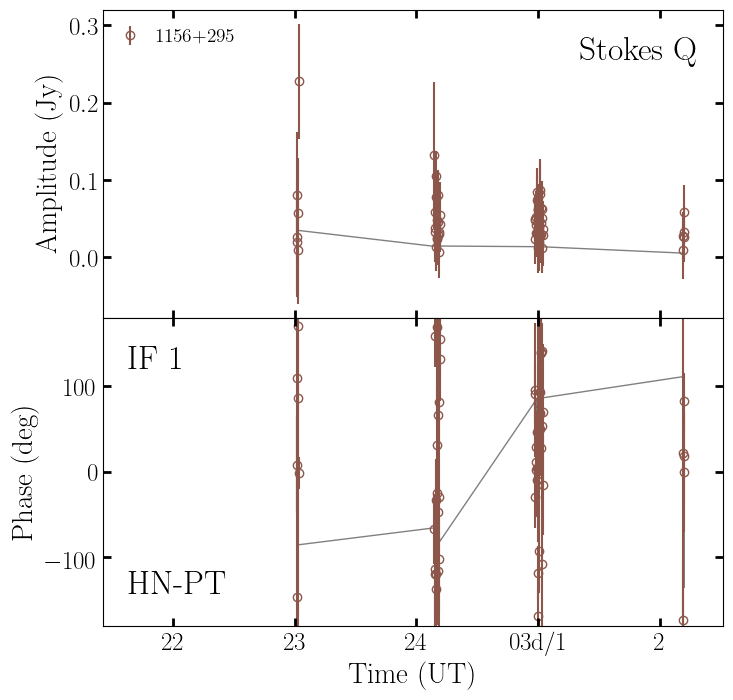 1156+295
Stokes Q
0.3
0.2
0.1
0.0
Amplitude (Jy)
IF 1
HN-PT
100
0
−100
Phase (deg)
22 23 24 03d/1 2
Time (UT)